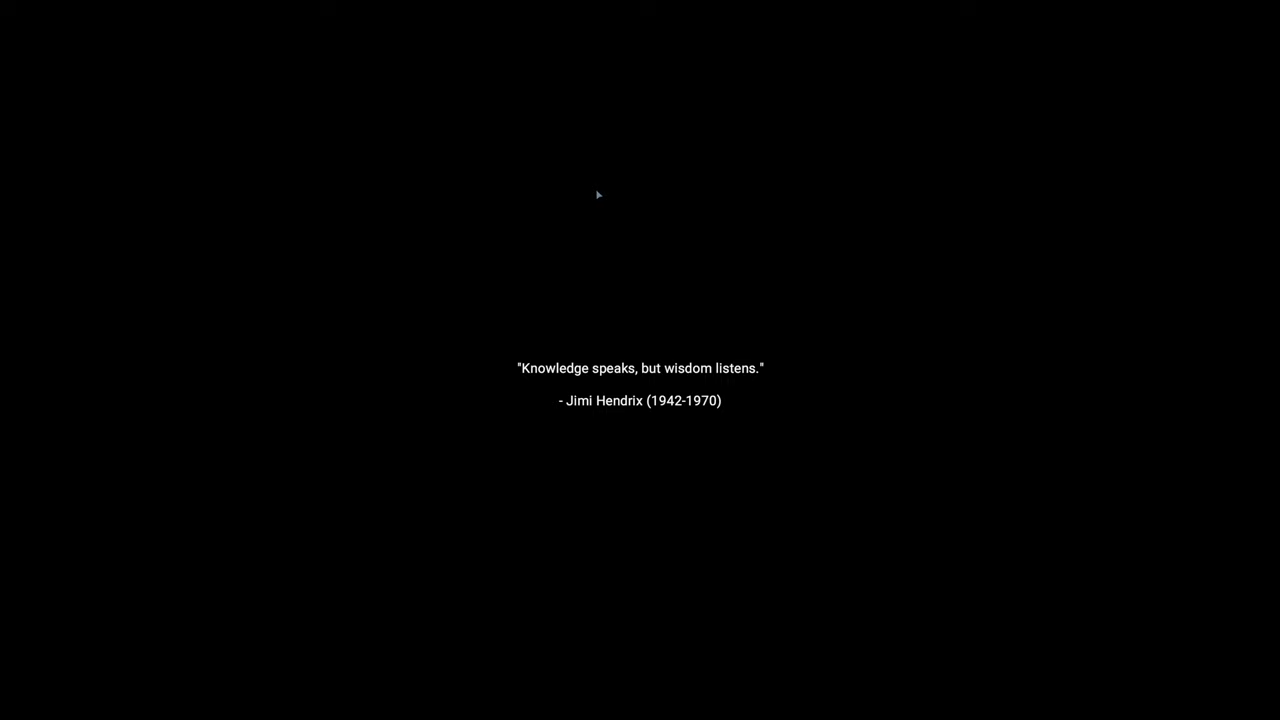 "Knowledge speaks, but wisdom listens."
- Jimi Hendrix (1942-1970)